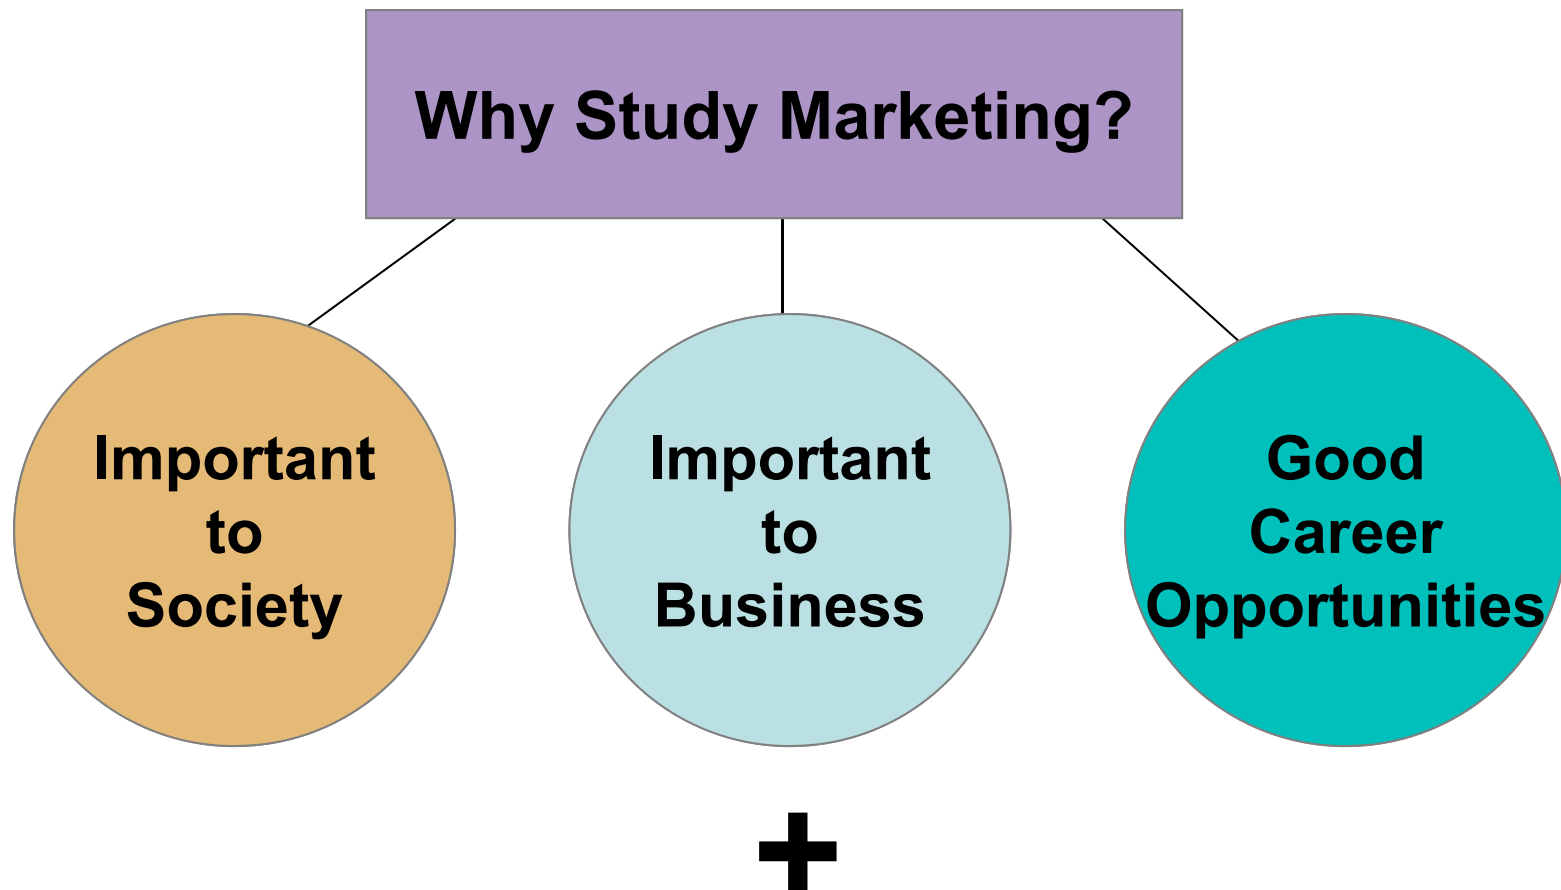 Why Study Marketing?
Important
to
Society
Important
to
Business
Good
Career
Opportunities
+